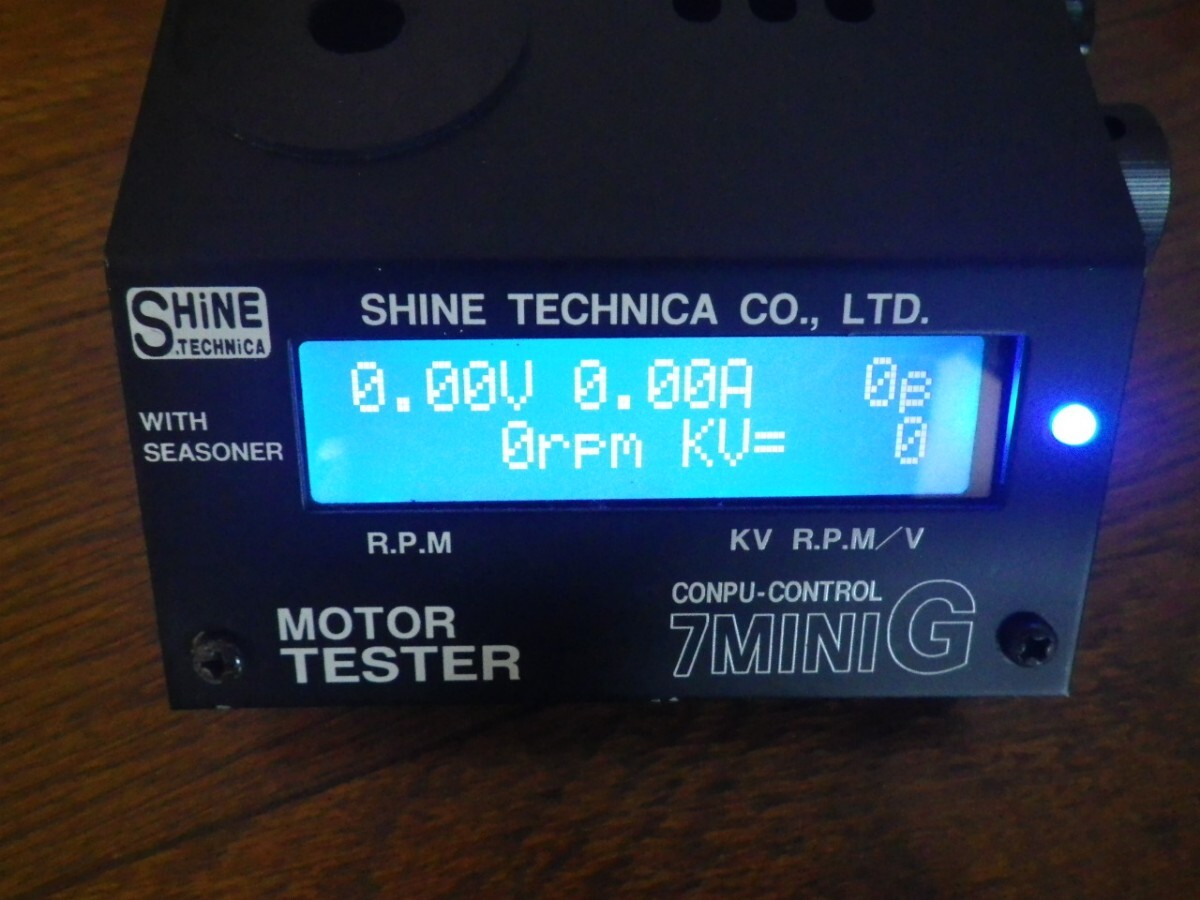 SHiNE
S.TECHNiCA
SHINE TECHNICA CO., LTD.
WITH
SEASONER
0.00V 0.00A 0p
0rpm KV= 0
R.P.M
KV R.P.M/V
MOTOR
TESTER
CONPU-CONTROL
7MINIG